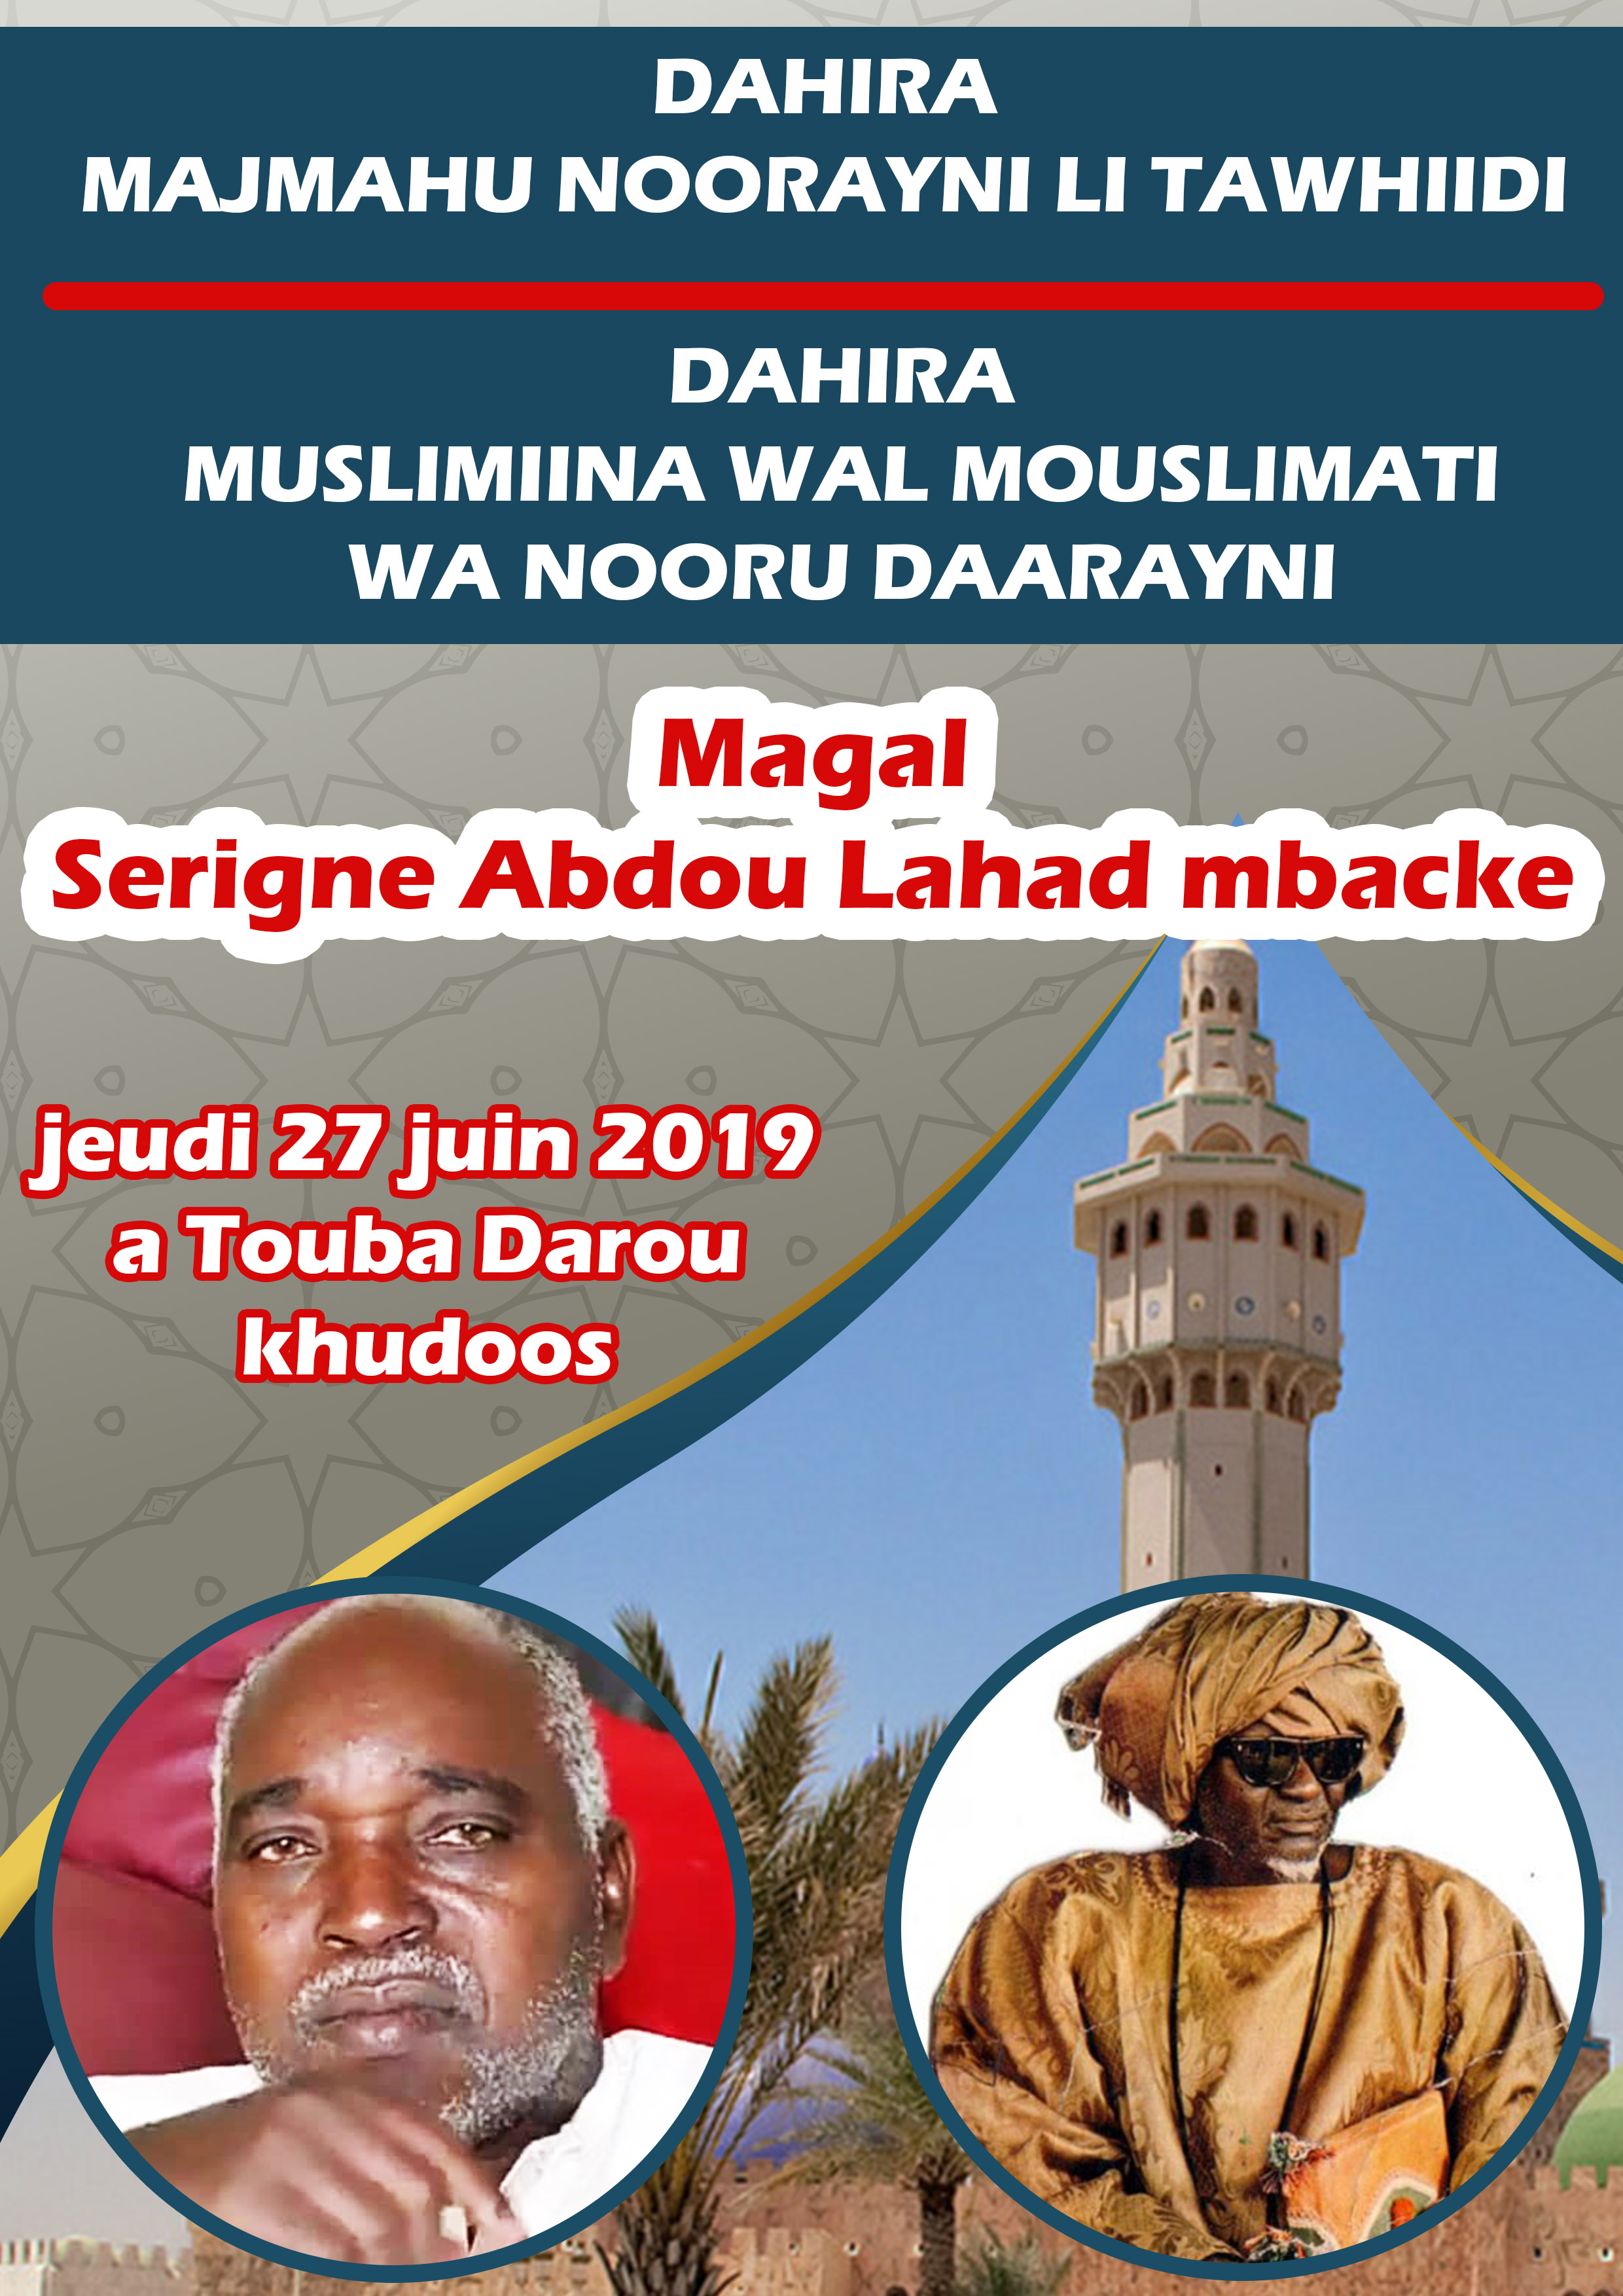 DAHIRA
MAJMAHU NOORAYNI LI TAWHIIDI
DAHIRA
MUSLIMIINA WAL MOUSLIMATI
WA NOORU DAARAYNI
Magal
Serigne Abdou Lahad mbacke
jeudi 27 juin 2019
a Touba Darou
khudoos